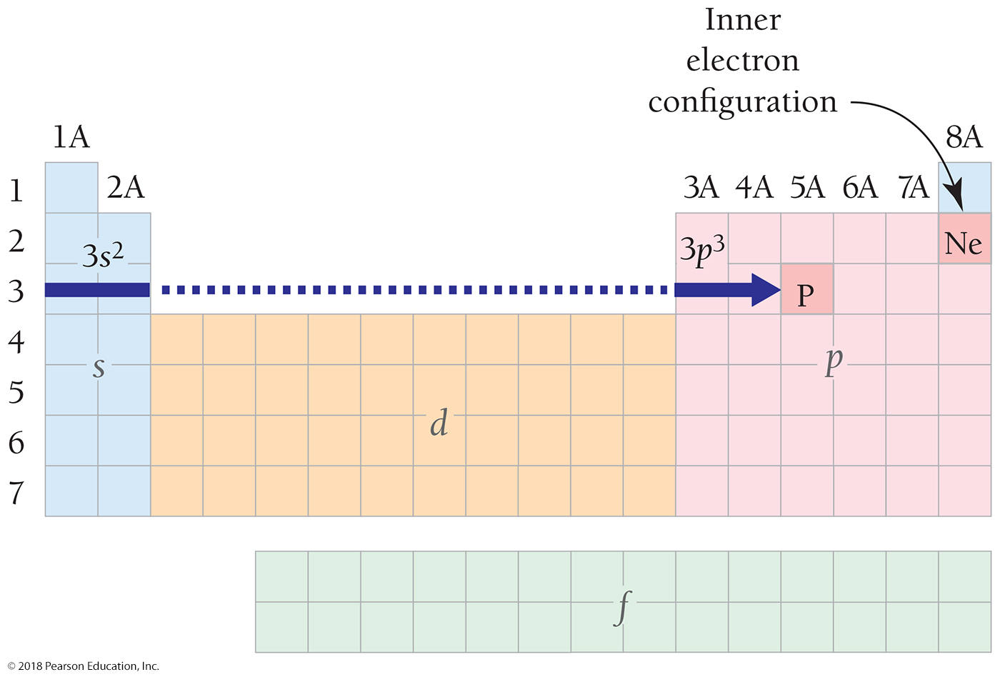 Inner
electron
configuration
1A
8A
1
2A
3A
4A
5A
6A
7A
2
3s²
3p³
Ne
3
P
4
s
p
5
d
6
7
f
© 2018 Pearson Education, Inc.